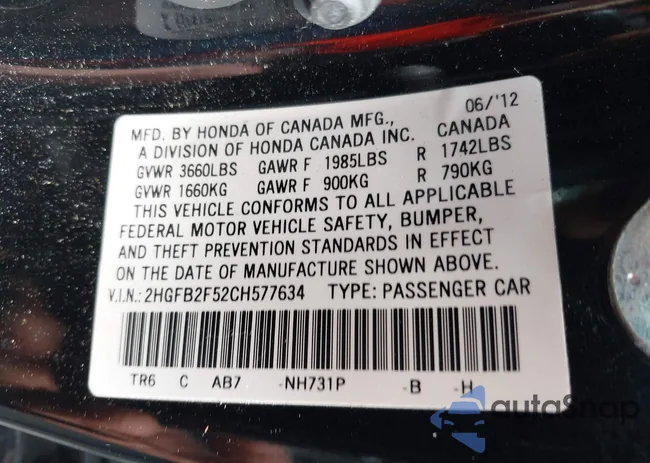 06/'12
MFD. BY HONDA OF CANADA MFG., CANADA
A DIVISION OF HONDA CANADA INC.
GVWR 3660LBS GAWR F 1985LBS R 1742LBS
GVWR 1660KG GAWR F 900KG R 790KG
THIS VEHICLE CONFORMS TO ALL APPLICABLE
FEDERAL MOTOR VEHICLE SAFETY, BUMPER,
AND THEFT PREVENTION STANDARDS IN EFFECT
ON THE DATE OF MANUFACTURE SHOWN ABOVE.
V.I.N.: 2HGFB2F52CH577634 TYPE: PASSENGER CAR
TR6 C AB7 -NH731P -B -H
autoSnap